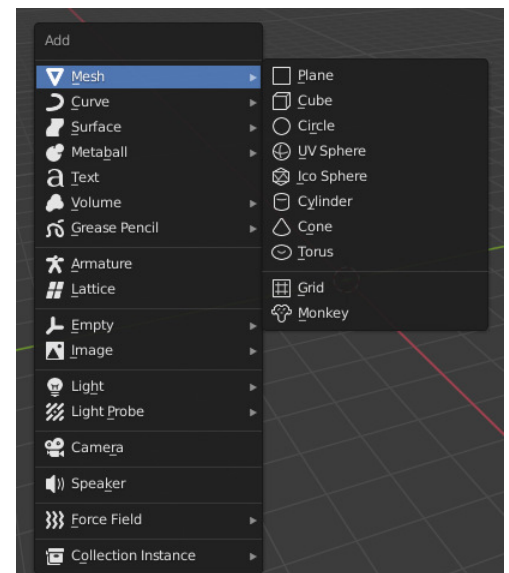 Add
Mesh
Curve
Surface
Metaball
Text
Volume
Grease Pencil
Armature
Lattice
Empty
Image
Light
Light Probe
Camera
Speaker
Force Field
Collection Instance
Plane
Cube
Circle
UV Sphere
Ico Sphere
Cylinder
Cone
Torus
Grid
Monkey